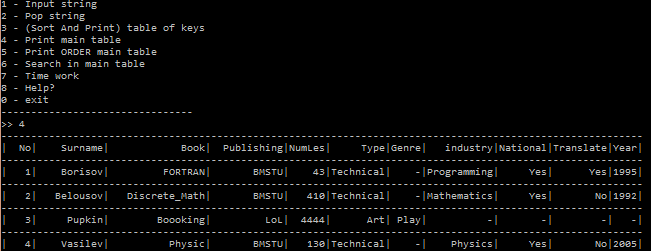 1 - Input string
2 - Pop string
3 - (Sort And Print) table of keys
4 - Print main table
5 - Print ORDER main table
6 - Search in main table
7 - Time work
8 - Help?
0 - exit
--------------------------------
>> 4
| No| Surname| Book| Publishing|NumLes| Type|Genre| industry|National|Translate|Year|
| 1| Borisov| FORTRAN| BMSTU| 43|Technical| -|Programming| Yes| Yes|1995|
| 2| Belousov| Discrete_Math| BMSTU| 410|Technical| -|Mathematics| Yes| No|1992|
| 3| Pupkin| Boooking| LoL| 4444| Art| Play| -| -| -| -|
| 4| Vasilev| Physic| BMSTU| 130|Technical| -| Physics| Yes| No|2005|